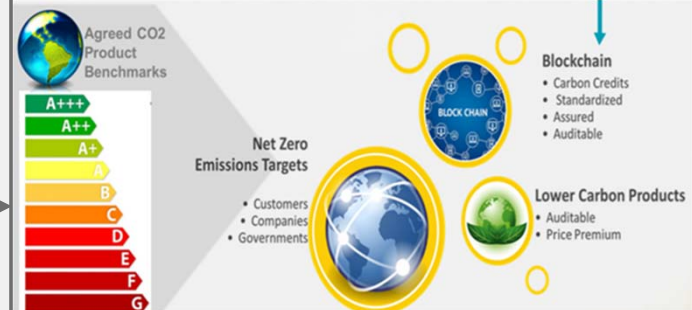 Agreed CO2
Product
Benchmarks
A+++
A++
A+
A
B
C
D
E
F
G
Net Zero
Emissions Targets
• Customers
• Companies
• Governments
BLOCK CHAIN
Blockchain
• Carbon Credits
• Standardized
• Assured
• Auditable
Lower Carbon Products
• Auditable
• Price Premium